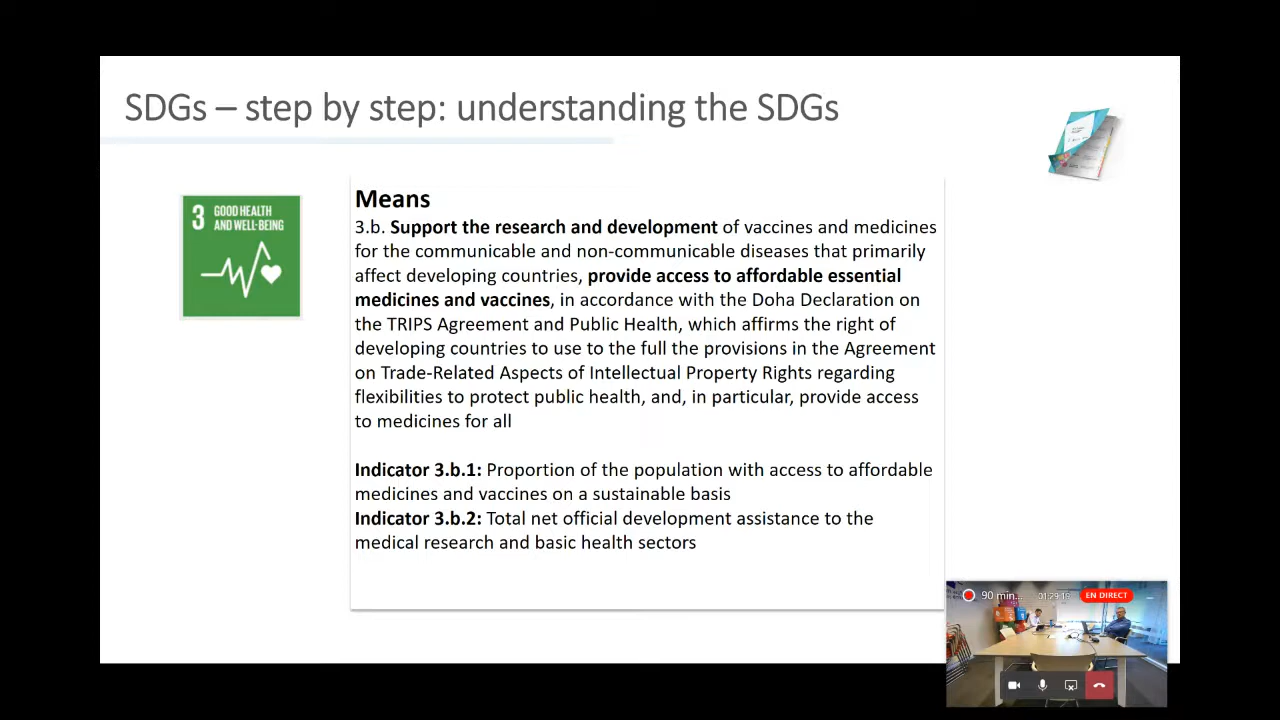 SDGs – step by step: understanding the SDGs
3 GOOD HEALTH
AND WELL-BEING
Means
3.b. Support the research and development of vaccines and medicines
for the communicable and non-communicable diseases that primarily
affect developing countries, provide access to affordable essential
medicines and vaccines, in accordance with the Doha Declaration on
the TRIPS Agreement and Public Health, which affirms the right of
developing countries to use to the full the provisions in the Agreement
on Trade-Related Aspects of Intellectual Property Rights regarding
flexibilities to protect public health, and, in particular, provide access
to medicines for all
Indicator 3.b.1: Proportion of the population with access to affordable
medicines and vaccines on a sustainable basis
Indicator 3.b.2: Total net official development assistance to the
medical research and basic health sectors
90 min... 01:29:19 EN DIRECT